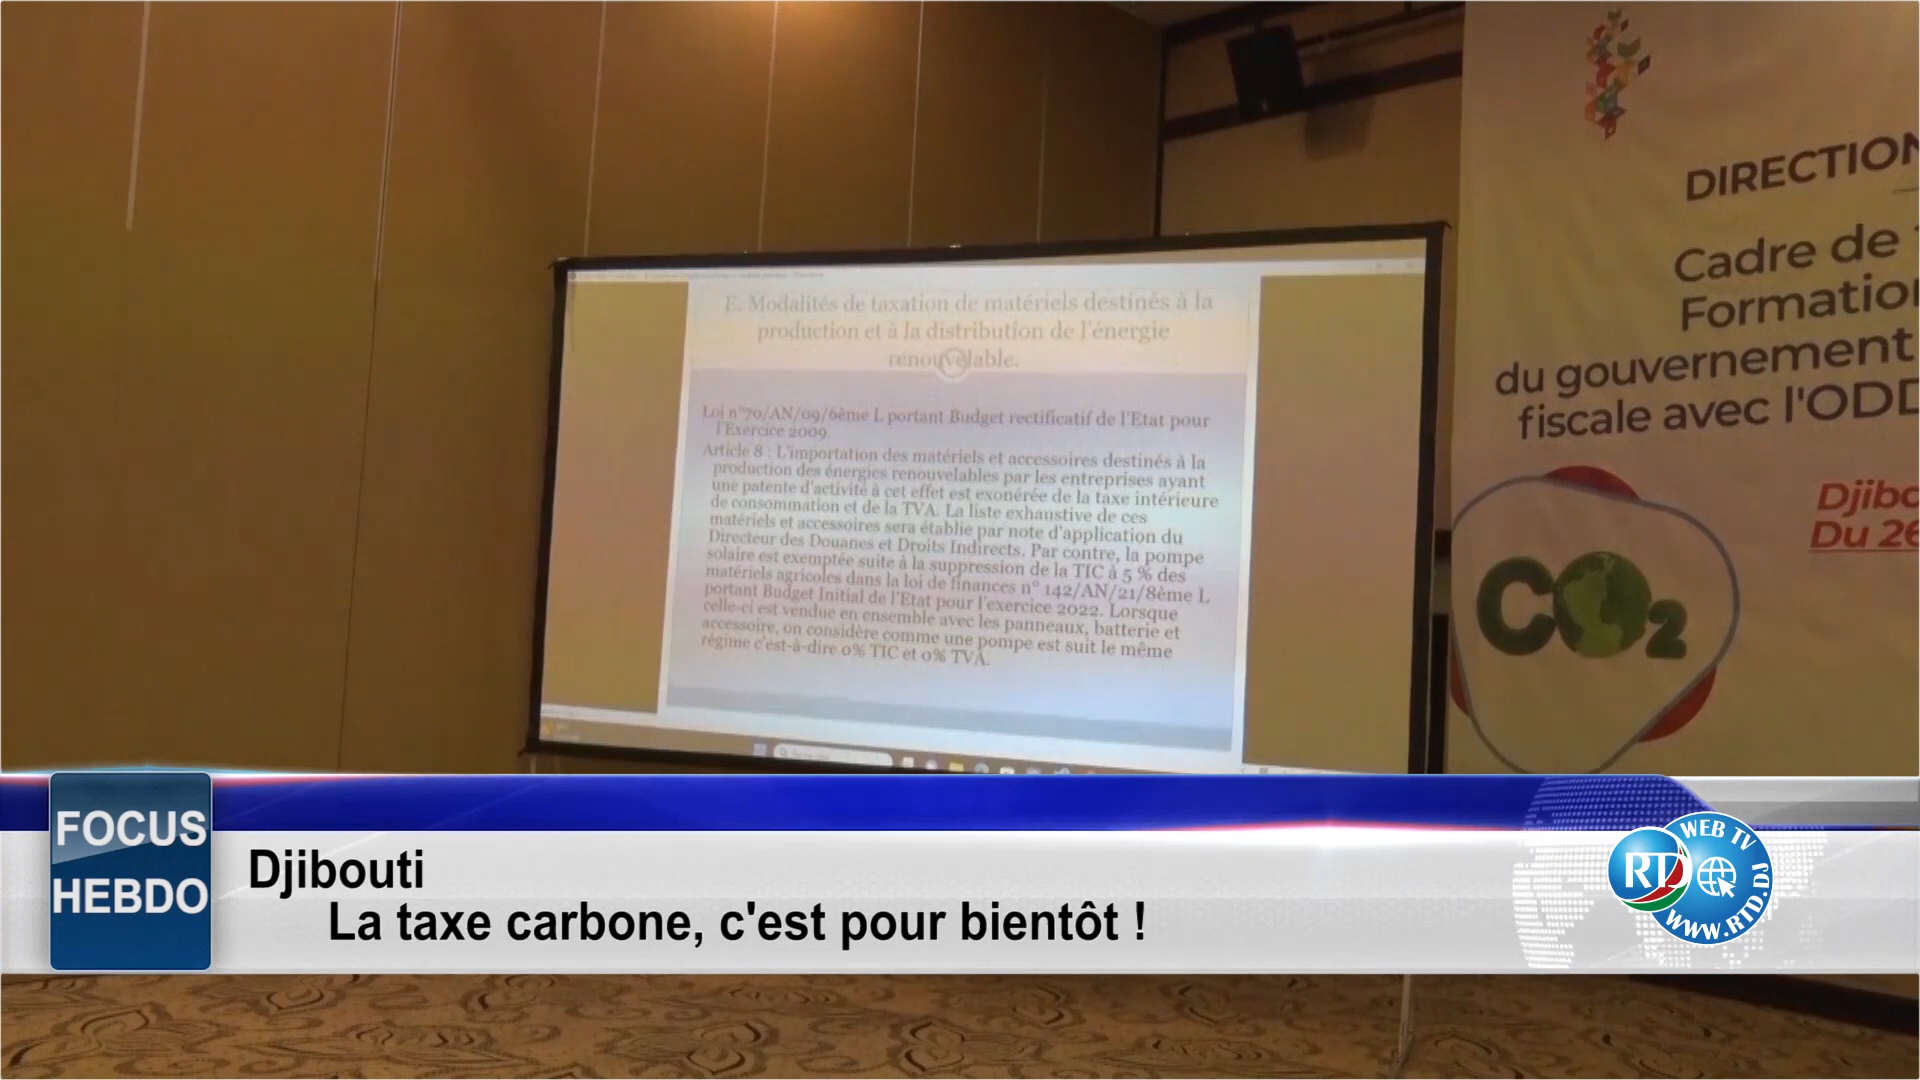 DIRECTION
Cadre de
Formation
du gouvernement
fiscale avec l'ODD
Djibo
Du 26
CO2
E. Modalités de taxation de matériels destinés à la
production et à la distribution de l'énergie
renouvelable.
Loi n°70/AN/09/6ème L portant Budget rectificatif de l'Etat pour
l'Exercice 2009.
Article 8 : L'importation des matériels et accessoires destinés à la
production des énergies renouvelables par les entreprises ayant
une patente d'activité à cet effet est exonérée de la taxe intérieure
de consommation et de la TVA. La liste exhaustive de ces
matériels et accessoires sera établie par note d'application du
Directeur des Douanes et Droits Indirects. Par contre, la pompe
solaire est exemptée suite à la suppression de la TIC à 5 % des
matériels agricoles dans la loi de finances n° 142/AN/21/8ème L
portant Budget Initial de l'Etat pour l'exercice 2022. Lorsque
celle-ci est vendue en ensemble avec les panneaux, batterie et
accessoire, on considère comme une pompe est suit le même
régime c'est-à-dire 0% TIC et 0% TVA.
FOCUS
HEBDO
Djibouti
La taxe carbone, c'est pour bientôt !
WEB TV
RTD
WWW.RTD.DJ